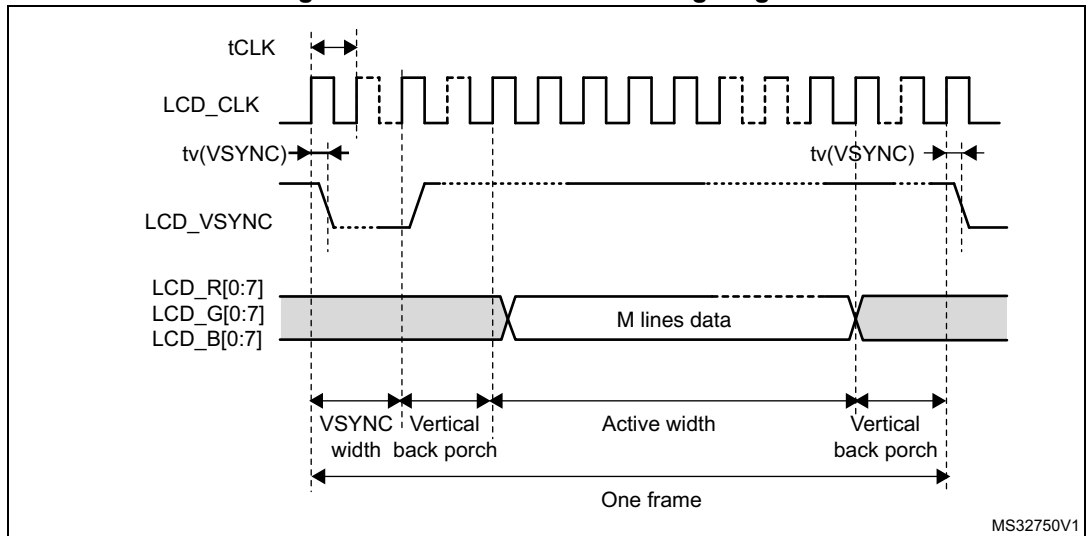 tCLK
LCD_CLK
tv(VSYNC)
tv(VSYNC)
LCD_VSYNC
LCD_R[0:7]
LCD_G[0:7]
LCD_B[0:7]
M lines data
VSYNC width
Vertical back porch
Active width
Vertical back porch
One frame
MS32750V1